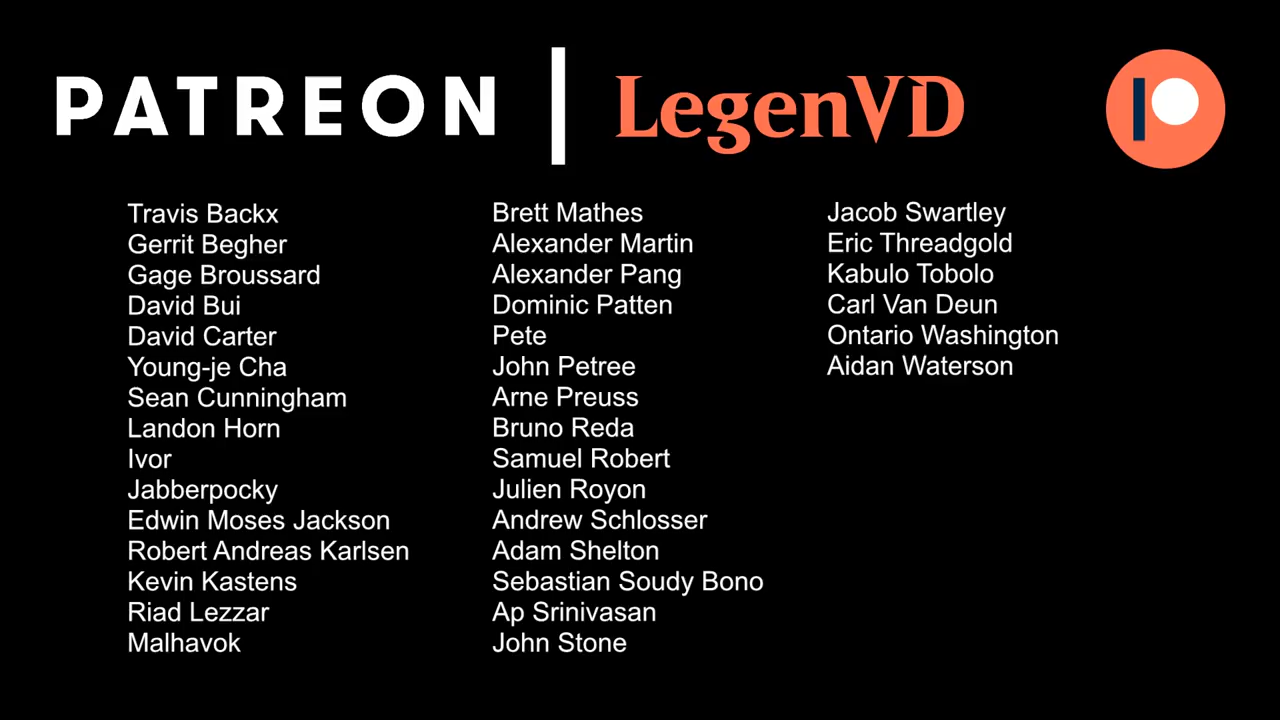 PATREON | LegenVD
Travis Backx
Gerrit Begher
Gage Broussard
David Bui
David Carter
Young-je Cha
Sean Cunningham
Landon Horn
Ivor
Jabberpocky
Edwin Moses Jackson
Robert Andreas Karlsen
Kevin Kastens
Riad Lezzar
Malhavok
Brett Mathes
Alexander Martin
Alexander Pang
Dominic Patten
Pete
John Petree
Arne Preuss
Bruno Reda
Samuel Robert
Julien Royon
Andrew Schlosser
Adam Shelton
Sebastian Soudy Bono
Ap Srinivasan
John Stone
Jacob Swartley
Eric Threadgold
Kabulo Tobolo
Carl Van Deun
Ontario Washington
Aidan Waterson